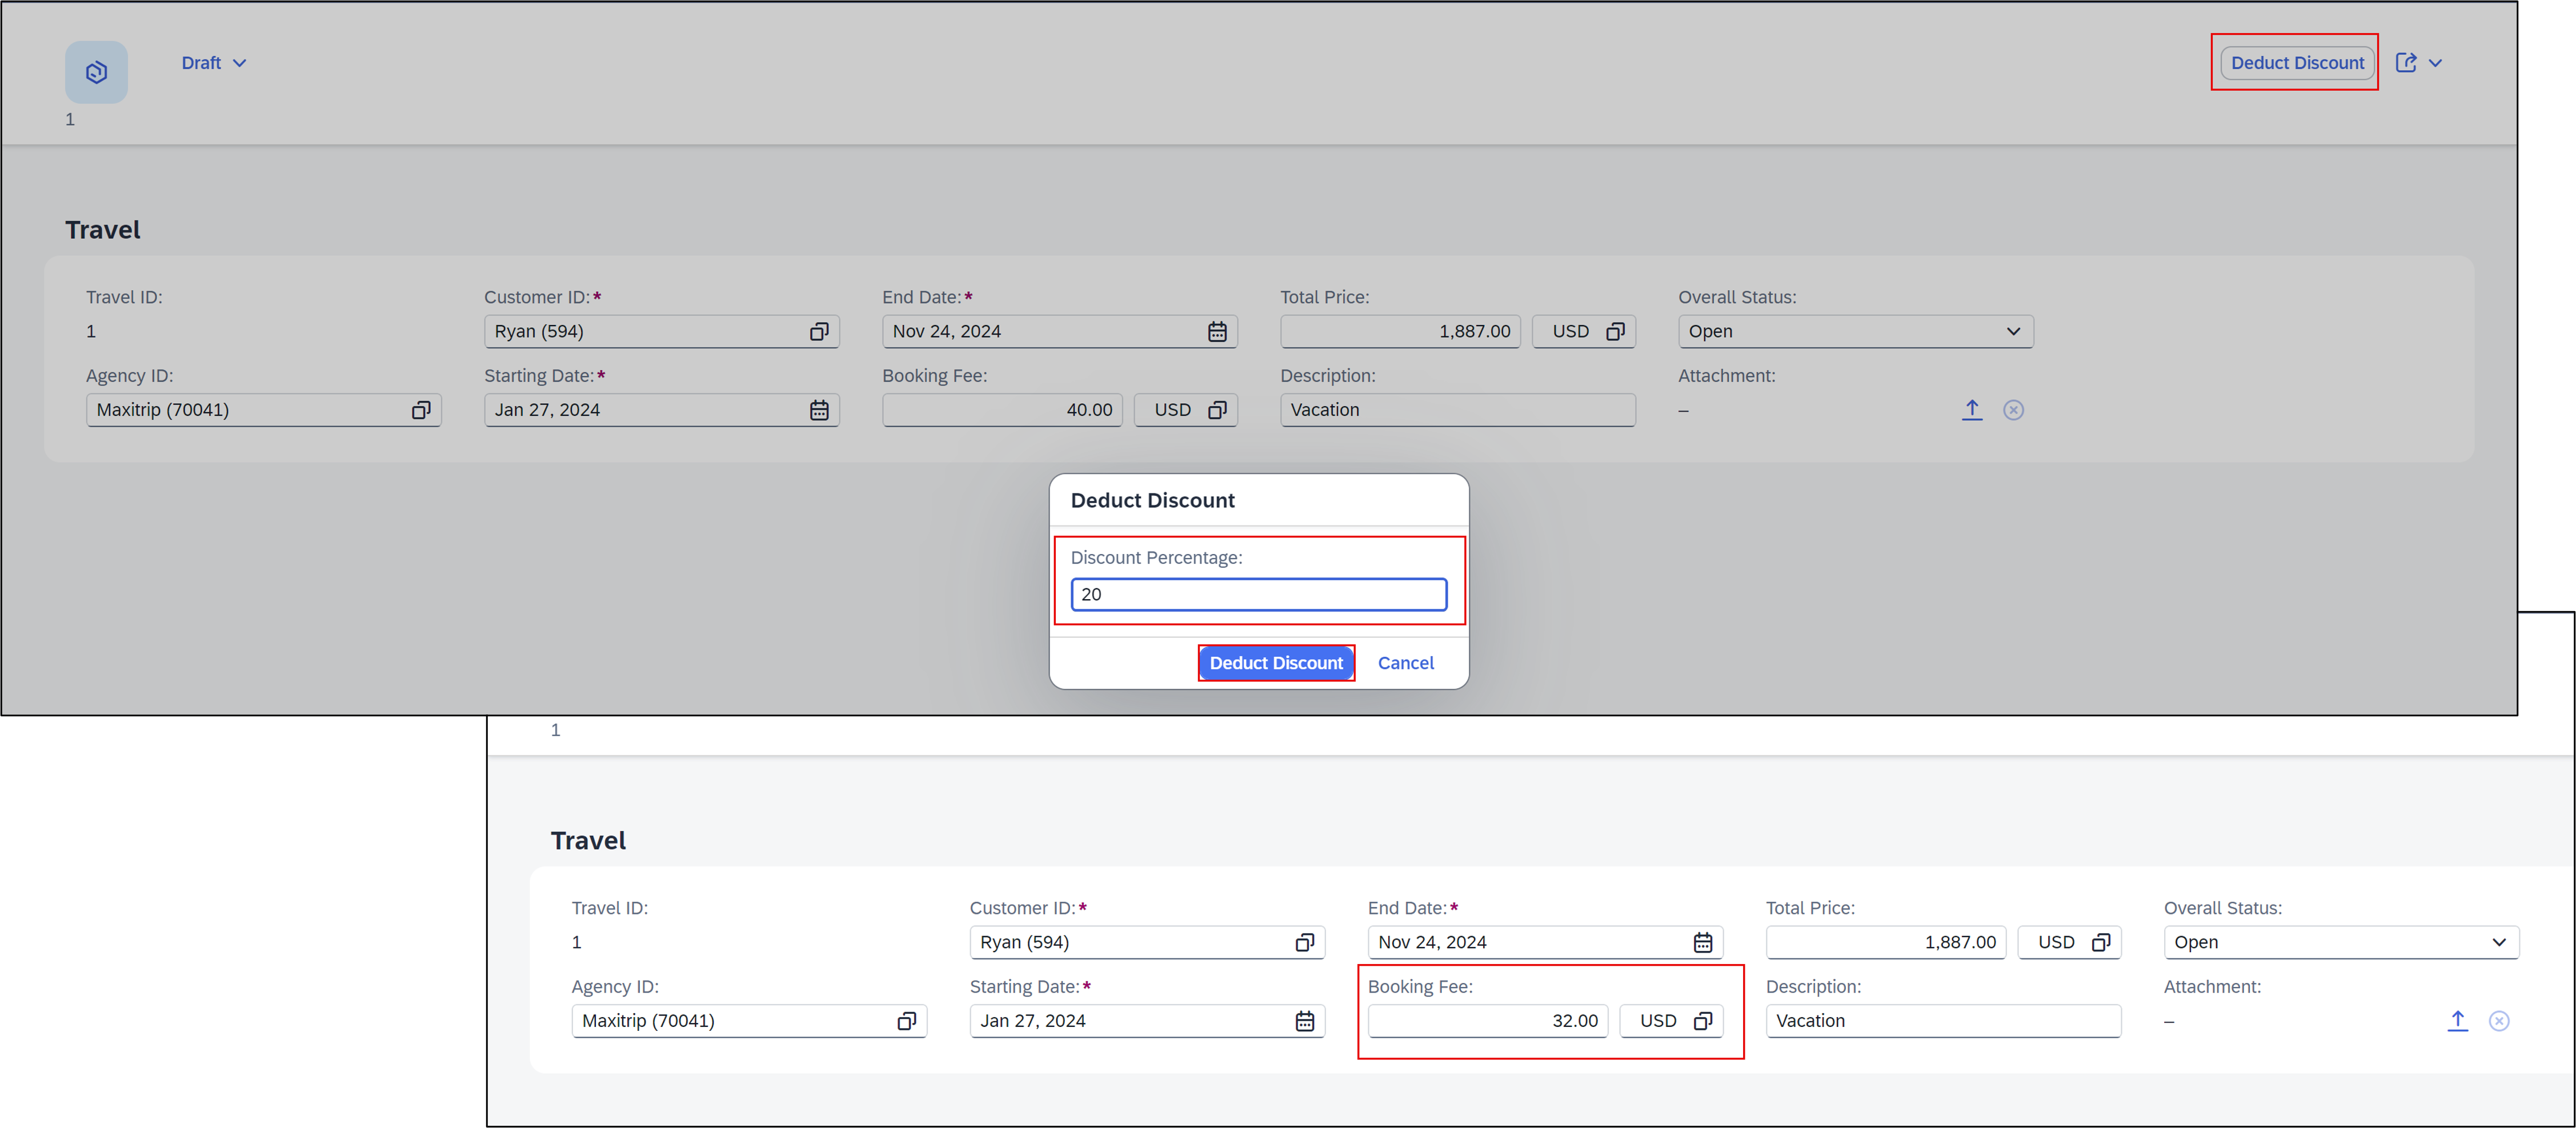 Draft
Deduct Discount
1
Travel
Travel ID: Customer ID:* End Date:* Total Price: Overall Status:
1 Ryan (594) Nov 24, 2024 1,887.00 USD Open
Agency ID: Starting Date:* Booking Fee: Description: Attachment:
Maxitrip (70041) Jan 27, 2024 40.00 USD Vacation –
Deduct Discount
Discount Percentage:
20
Deduct Discount Cancel
1
Travel
Travel ID: Customer ID:* End Date:* Total Price: Overall Status:
1 Ryan (594) Nov 24, 2024 1,887.00 USD Open
Agency ID: Starting Date:* Booking Fee: Description: Attachment:
Maxitrip (70041) Jan 27, 2024 32.00 USD Vacation –